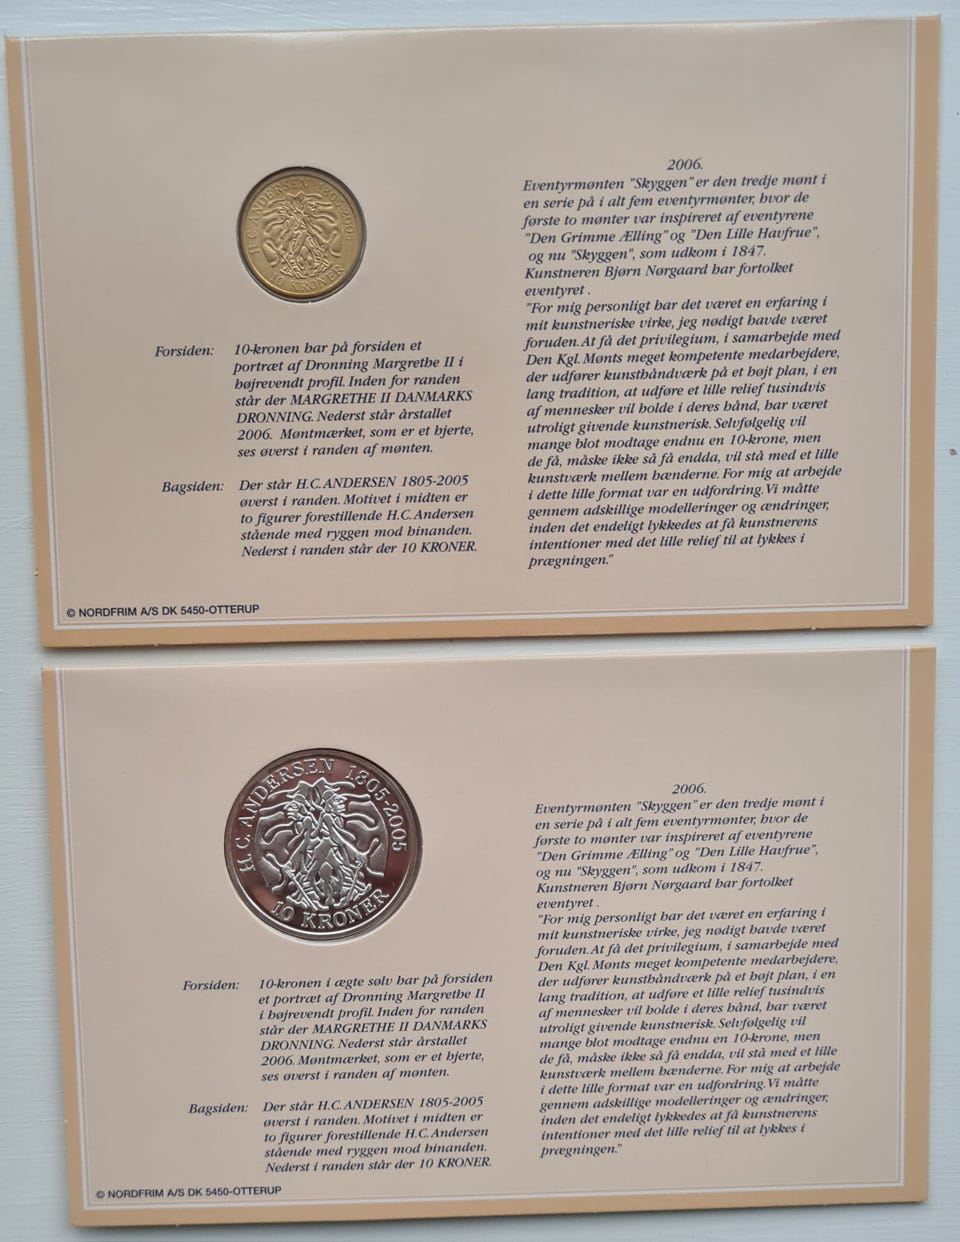 H.C. ANDERSEN 1805-2005
10 KRONER
Forsiden: 10-kronen har på forsiden et
portræt af Dronning Margrethe II i
højrevendt profil. Inden for randen
står der MARGRETHE II DANMARKS
DRONNING. Nederst står årstallet
2006. Møntmærket, som er et hjerte,
ses øverst i randen af mønten.
Bagsiden: Der står H.C. ANDERSEN 1805-2005
øverst i randen. Motivet i midten er
to figurer forestillende H.C. Andersen
stående med ryggen mod hinanden.
Nederst i randen står der 10 KRONER.
© NORDFRIM A/S DK 5450-OTTERUP
2006.
Eventyrmønten "Skyggen" er den tredje mønt i
en serie på i alt fem eventyrmønter, hvor de
første to mønter var inspireret af eventyrene
"Den Grimme Ælling" og "Den Lille Havfrue",
og nu "Skyggen", som udkom i 1847.
Kunstneren Bjørn Nørgaard har fortolket
eventyret .
"For mig personligt har det været en erfaring i
mit kunstneriske virke, jeg nødigt havde været
foruden. At få det privilegium, i samarbejde med
Den Kgl. Mønts meget kompetente medarbejdere,
der udfører kunsthåndværk på et højt plan, i en
lang tradition, at udføre et lille relief tusindvis
af mennesker vil holde i deres hånd, har været
utroligt givende kunstnerisk. Selvfølgelig vil
mange blot modtage endnu en 10-krone, men
de få, måske ikke så få endda, vil stå med et lille
kunstværk mellem hænderne. For mig at arbejde
i dette lille format var en udfordring. Vi måtte
gennem adskillige modelleringer og ændringer,
inden det endeligt lykkedes at få kunstnerens
intentioner med det lille relief til at lykkes i
prægningen."
H. C. ANDERSEN 1805-2005
10 KRONER
Forsiden: 10-kronen i ægte sølv har på forsiden
et portræt af Dronning Margrethe II
i højrevendt profil. Inden for randen
står der MARGRETHE II DANMARKS
DRONNING. Nederst står årstallet
2006. Møntmærket, som er et hjerte,
ses øverst i randen af mønten.
Bagsiden: Der står H.C. ANDERSEN 1805-2005
øverst i randen. Motivet i midten er
to figurer forestillende H.C. Andersen
stående med ryggen mod hinanden.
Nederst i randen står der 10 KRONER.
© NORDFRIM A/S DK 5450-OTTERUP
2006.
Eventyrmønten "Skyggen" er den tredje mønt i
en serie på i alt fem eventyrmønter, hvor de
første to mønter var inspireret af eventyrene
"Den Grimme Ælling" og "Den Lille Havfrue",
og nu "Skyggen", som udkom i 1847.
Kunstneren Bjørn Nørgaard har fortolket
eventyret .
"For mig personligt har det været en erfaring i
mit kunstneriske virke, jeg nødigt havde været
foruden. At få det privilegium, i samarbejde med
Den Kgl. Mønts meget kompetente medarbejdere,
der udfører kunsthåndværk på et højt plan, i en
lang tradition, at udføre et lille relief tusindvis
af mennesker vil holde i deres hånd, har været
utroligt givende kunstnerisk. Selvfølgelig vil
mange blot modtage endnu en 10-krone, men
de få, måske ikke så få endda, vil stå med et lille
kunstværk mellem hænderne. For mig at arbejde
i dette lille format var en udfordring. Vi måtte
gennem adskillige modelleringer og ændringer,
inden det endeligt lykkedes at få kunstnerens
intentioner med det lille relief til at lykkes i
prægningen."